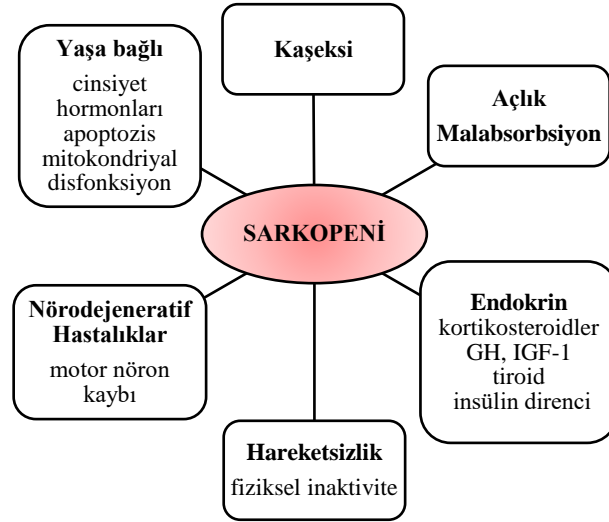 Yaşa bağlı
cinsiyet
hormonları
apoptozis
mitokondriyal
disfonksiyon
Kaşeksi
Açlık
Malabsorbsiyon
SARKOPENİ
Nörodejeneratif
Hastalıklar
motor nöron
kaybı
Endokrin
kortikosteroidler
GH, IGF-1
tiroid
insülin direnci
Hareketsizlik
fiziksel inaktivite